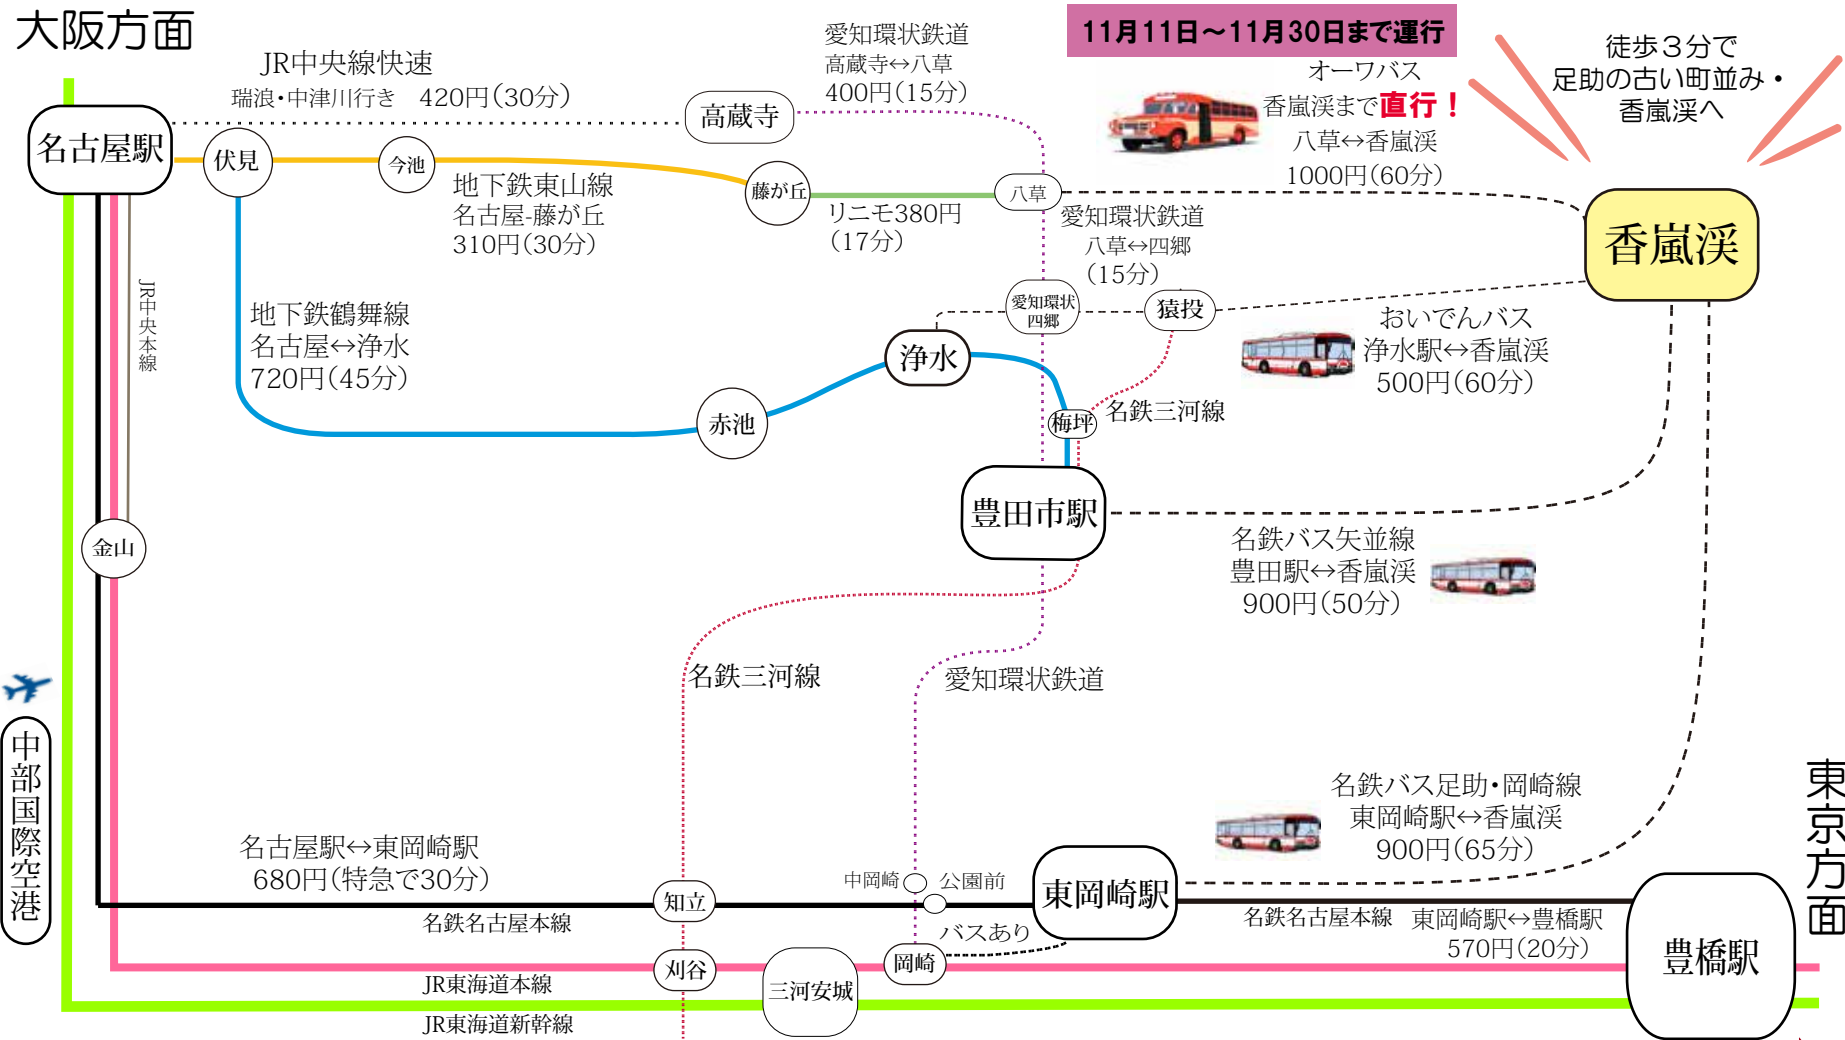 大阪方面
JR中央線快速
瑞浪・中津川行き　420円（30分）
愛知環状鉄道
高蔵寺↔八草
400円（15分）
11月11日～11月30日まで運行
オーワバス
香嵐渓まで直行！
八草↔香嵐渓
1000円（60分）
徒歩３分で
足助の古い町並み・
香嵐渓へ
名古屋駅
伏見
今池
高蔵寺
藤が丘
八草
香嵐渓
地下鉄東山線
名古屋-藤が丘
310円（30分）
リニモ380円
（17分）
愛知環状鉄道
八草↔四郷
（15分）
JR中央本線
地下鉄鶴舞線
名古屋↔浄水
720円（45分）
愛知環状
四郷
猿投
浄水
おいでんバス
浄水駅↔香嵐渓
500円（60分）
赤池
梅坪
名鉄三河線
豊田市駅
金山
名鉄バス矢並線
豊田駅↔香嵐渓
900円（50分）
名鉄三河線
愛知環状鉄道
中部国際空港
東京方面
名鉄バス足助・岡崎線
東岡崎駅↔香嵐渓
900円（65分）
名古屋駅↔東岡崎駅
680円（特急で30分）
知立
中岡崎
公園前
東岡崎駅
名鉄名古屋本線
名鉄名古屋本線
東岡崎駅↔豊橋駅
570円（20分）
バスあり
刈谷
三河安城
岡崎
豊橋駅
JR東海道本線
JR東海道新幹線